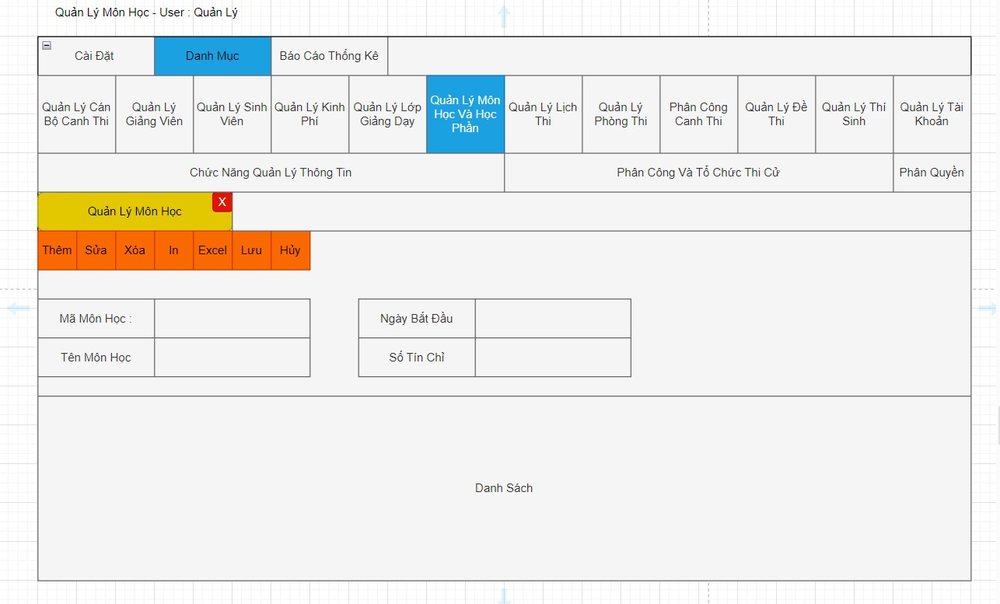 Quản Lý Môn Học - User : Quản Lý
Cài Đặt
Danh Mục
Báo Cáo Thống Kê
Quản Lý Cán
Bộ Canh Thi
Quản Lý
Giảng Viên
Quản Lý Sinh
Viên
Quản Lý Kinh
Phí
Quản Lý Lớp
Giảng Dạy
Quản Lý Môn
Học Và Học
Phần
Quản Lý Lịch
Thi
Quản Lý
Phòng Thi
Phân Công
Canh Thi
Quản Lý Đề
Thi
Quản Lý Thí
Sinh
Quản Lý Tài
Khoản
Chức Năng Quản Lý Thông Tin
Phân Công Và Tổ Chức Thi Cử
Phân Quyền
Quản Lý Môn Học
X
Thêm
Sửa
Xóa
In
Excel
Lưu
Hủy
Mã Môn Học :
Ngày Bắt Đầu
Tên Môn Học
Số Tín Chỉ
Danh Sách